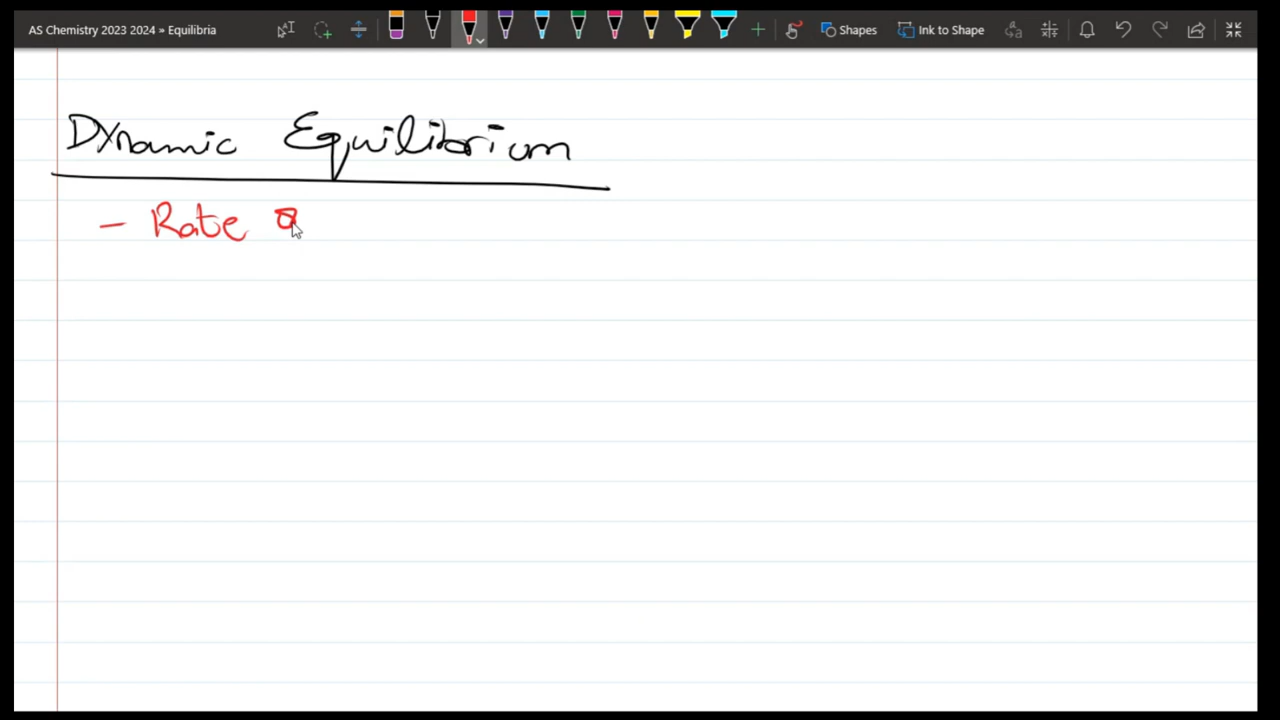 AS Chemistry 2023 2024 » Equilibria
Shapes
Ink to Shape
Dynamic Equilibrium
- Rate